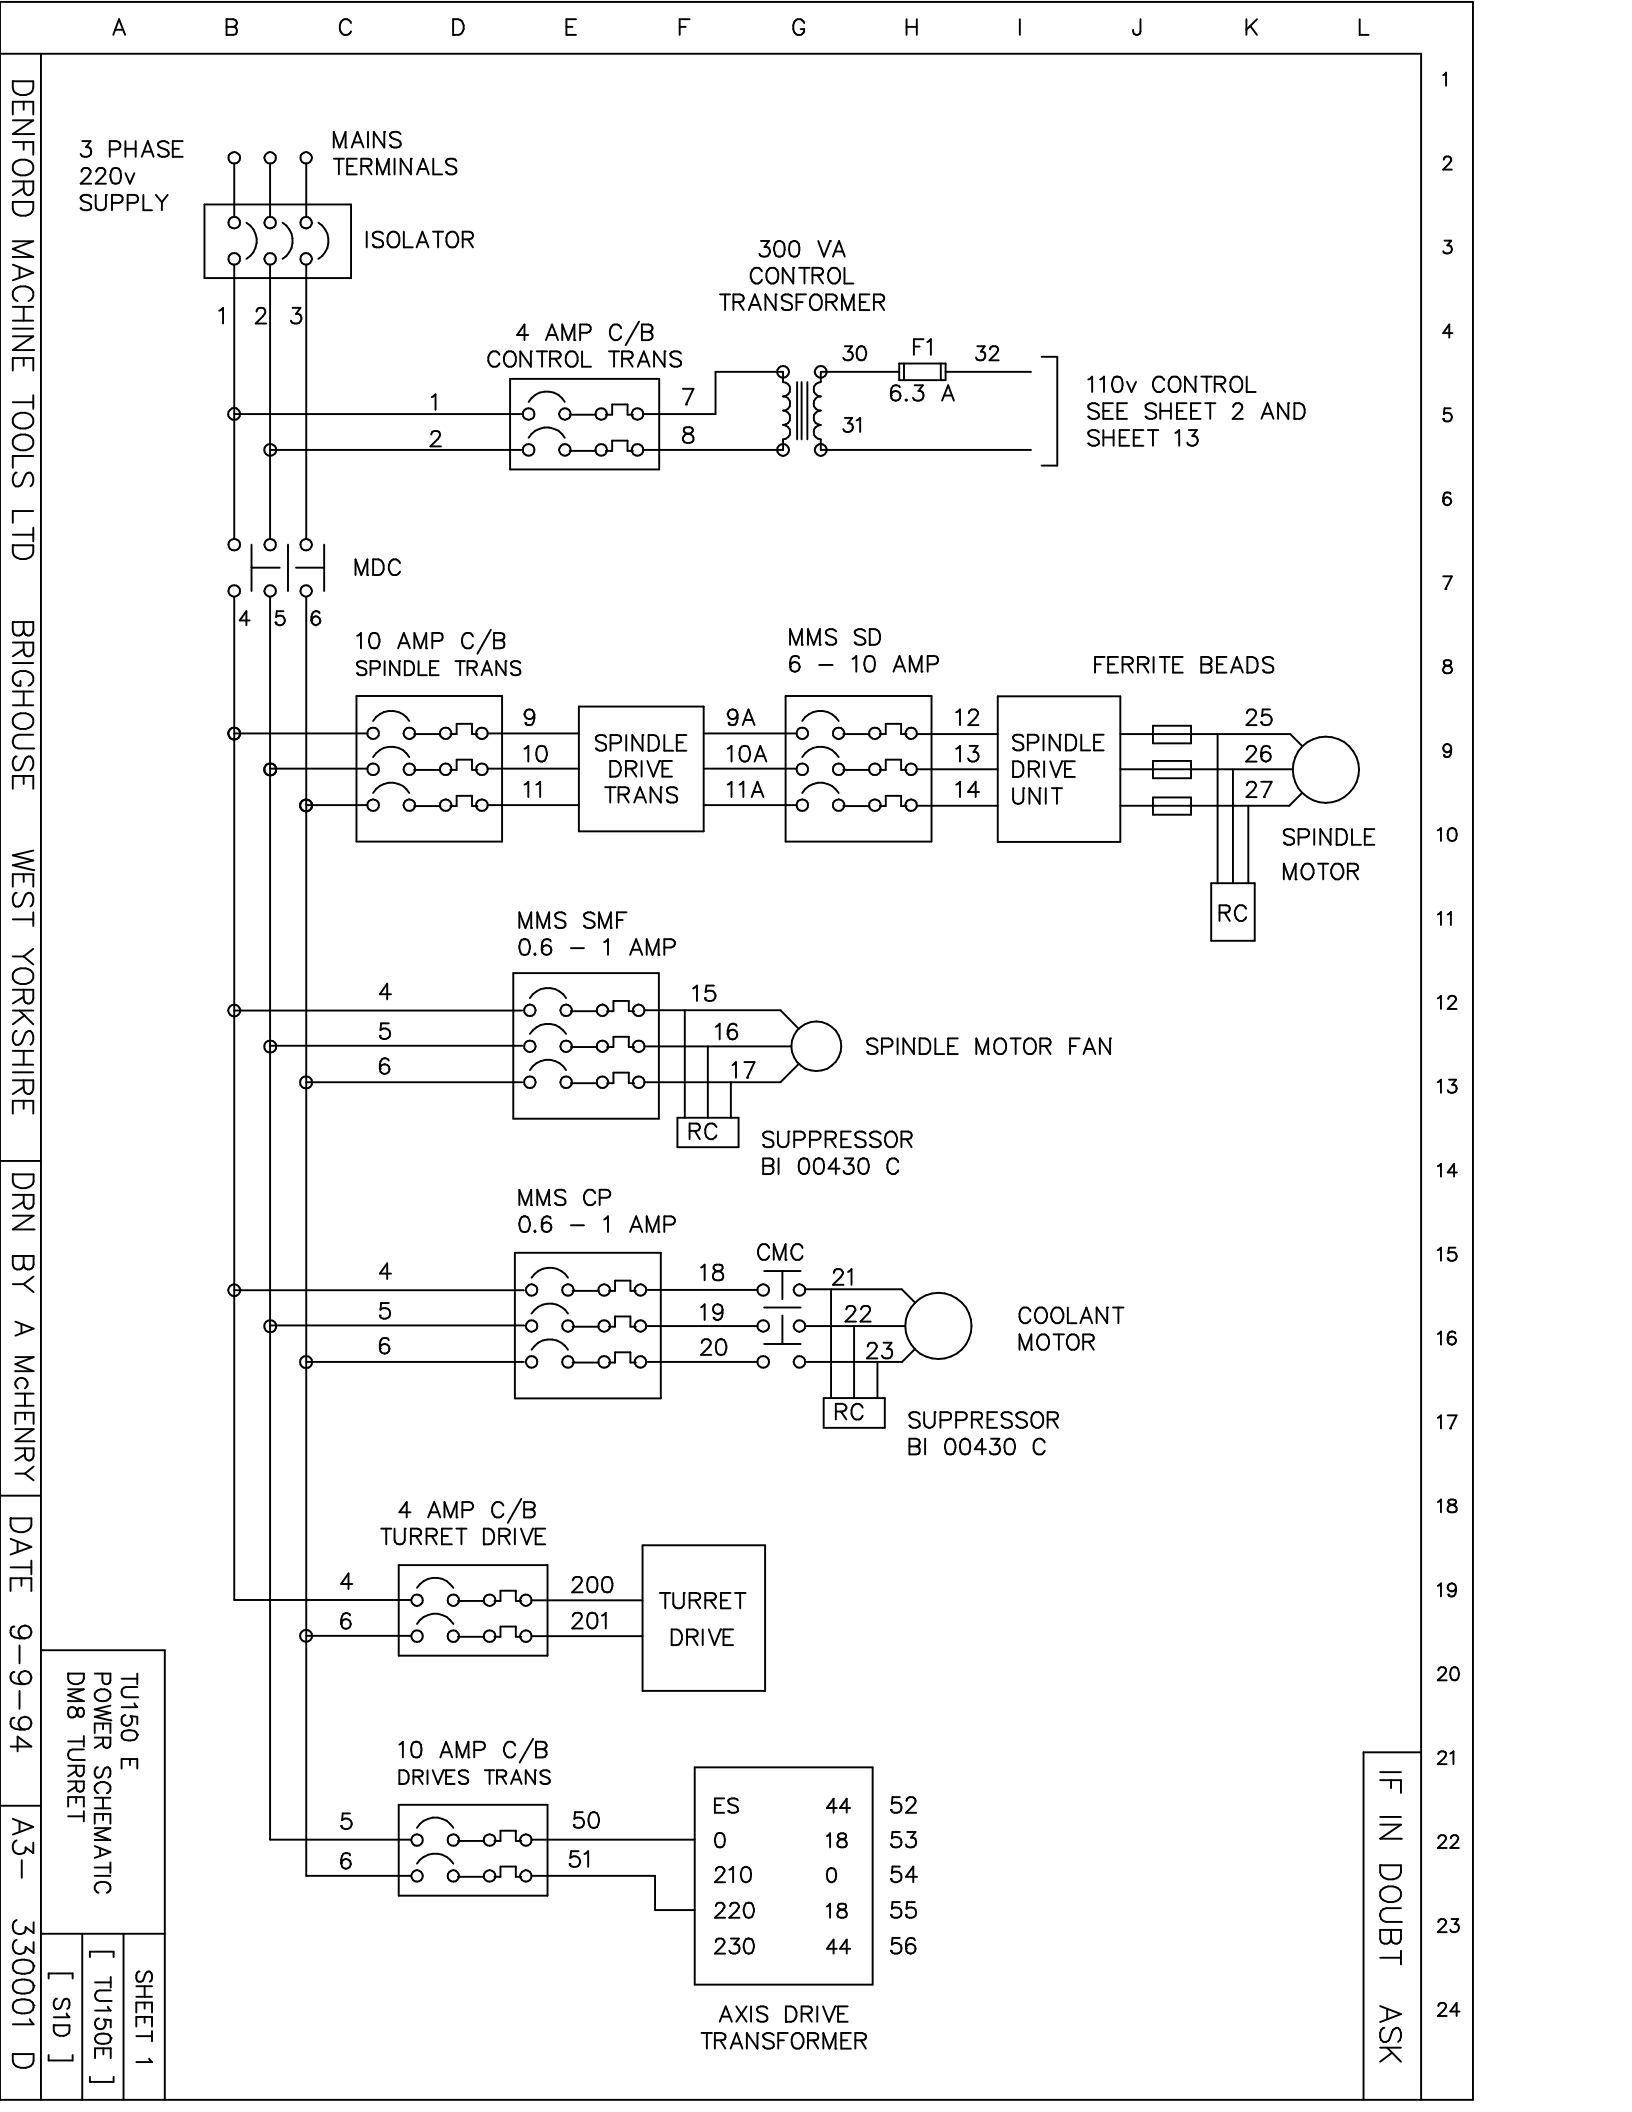 A B C D E F G H I J K L
1
2
3
4
5
6
7
8
9
10
11
12
13
14
15
16
17
18
19
20
21
22
23
24
3 PHASE
220v
SUPPLY
MAINS
TERMINALS
ISOLATOR
1 2 3
300 VA
CONTROL
TRANSFORMER
4 AMP C/B
CONTROL TRANS
1
2
7
8
30 F1 32
6.3 A
31
110v CONTROL
SEE SHEET 2 AND
SHEET 13
MDC
4 5 6
10 AMP C/B
SPINDLE TRANS
9
10
11
SPINDLE
DRIVE
TRANS
9A
10A
11A
MMS SD
6 – 10 AMP
12
13
14
SPINDLE
DRIVE
UNIT
FERRITE BEADS
25
26
27
SPINDLE
MOTOR
RC
MMS SMF
0.6 – 1 AMP
4
5
6
15
16
17
SPINDLE MOTOR FAN
RC
SUPPRESSOR
BI 00430 C
MMS CP
0.6 – 1 AMP
4
5
6
18
19
20
CMC
21
22
23
COOLANT
MOTOR
RC
SUPPRESSOR
BI 00430 C
4 AMP C/B
TURRET DRIVE
4
6
200
201
TURRET
DRIVE
10 AMP C/B
DRIVES TRANS
5
6
50
51
ES 44 52
0 18 53
210 0 54
220 18 55
230 44 56
AXIS DRIVE
TRANSFORMER
DENFORD MACHINE TOOLS LTD BRIGHOUSE WEST YORKSHIRE
DRN BY A McHENRY
DATE 9–9–94
A3– 330001 D
TU150 E
POWER SCHEMATIC
DM8 TURRET
SHEET 1
[ TU150E ]
[ S1D ]
IF IN DOUBT ASK